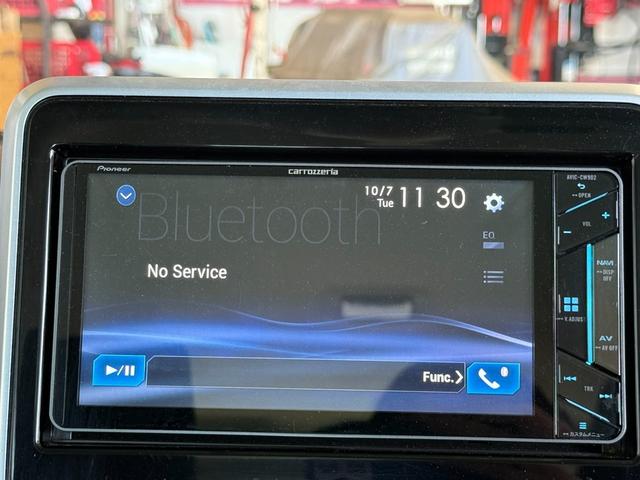 Pioneer
carrozzeria
AVIC-CW902
OPEN
Bluetooth
10/7
Tue
11 30
EQ
VOL
No Service
NAVI
DISP OFF
V.ADJUST
AV
AV OFF
Func.
TRK
カスタムメニュー